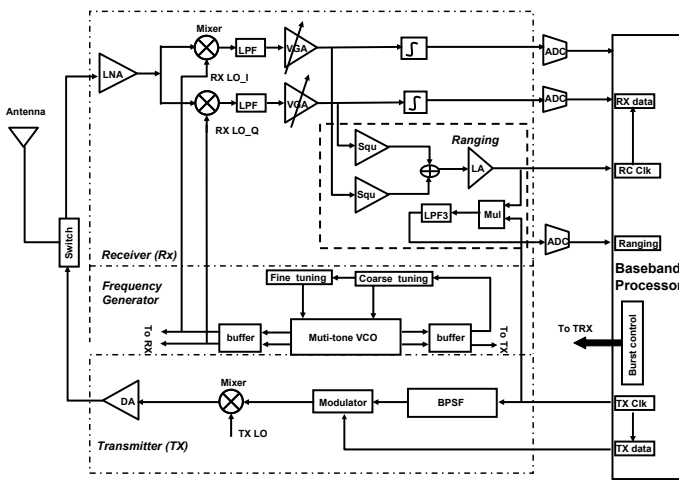 Mixer
LPF
VGA
ADC
LNA
RX LO_I
LPF
VGA
ADC
RX data
Antenna
RX LO_Q
Ranging
Squ
LA
RC Clk
Squ
LPF3
Mul
Switch
ADC
Ranging
Receiver (Rx)
Baseband
Processor
Frequency
Generator
Fine tuning
Coarse tuning
To RX
buffer
Muti-tone VCO
buffer
To TX
To TRX
Burst control
Mixer
DA
Modulator
BPSF
TX Clk
TX LO
Transmitter (TX)
TX data